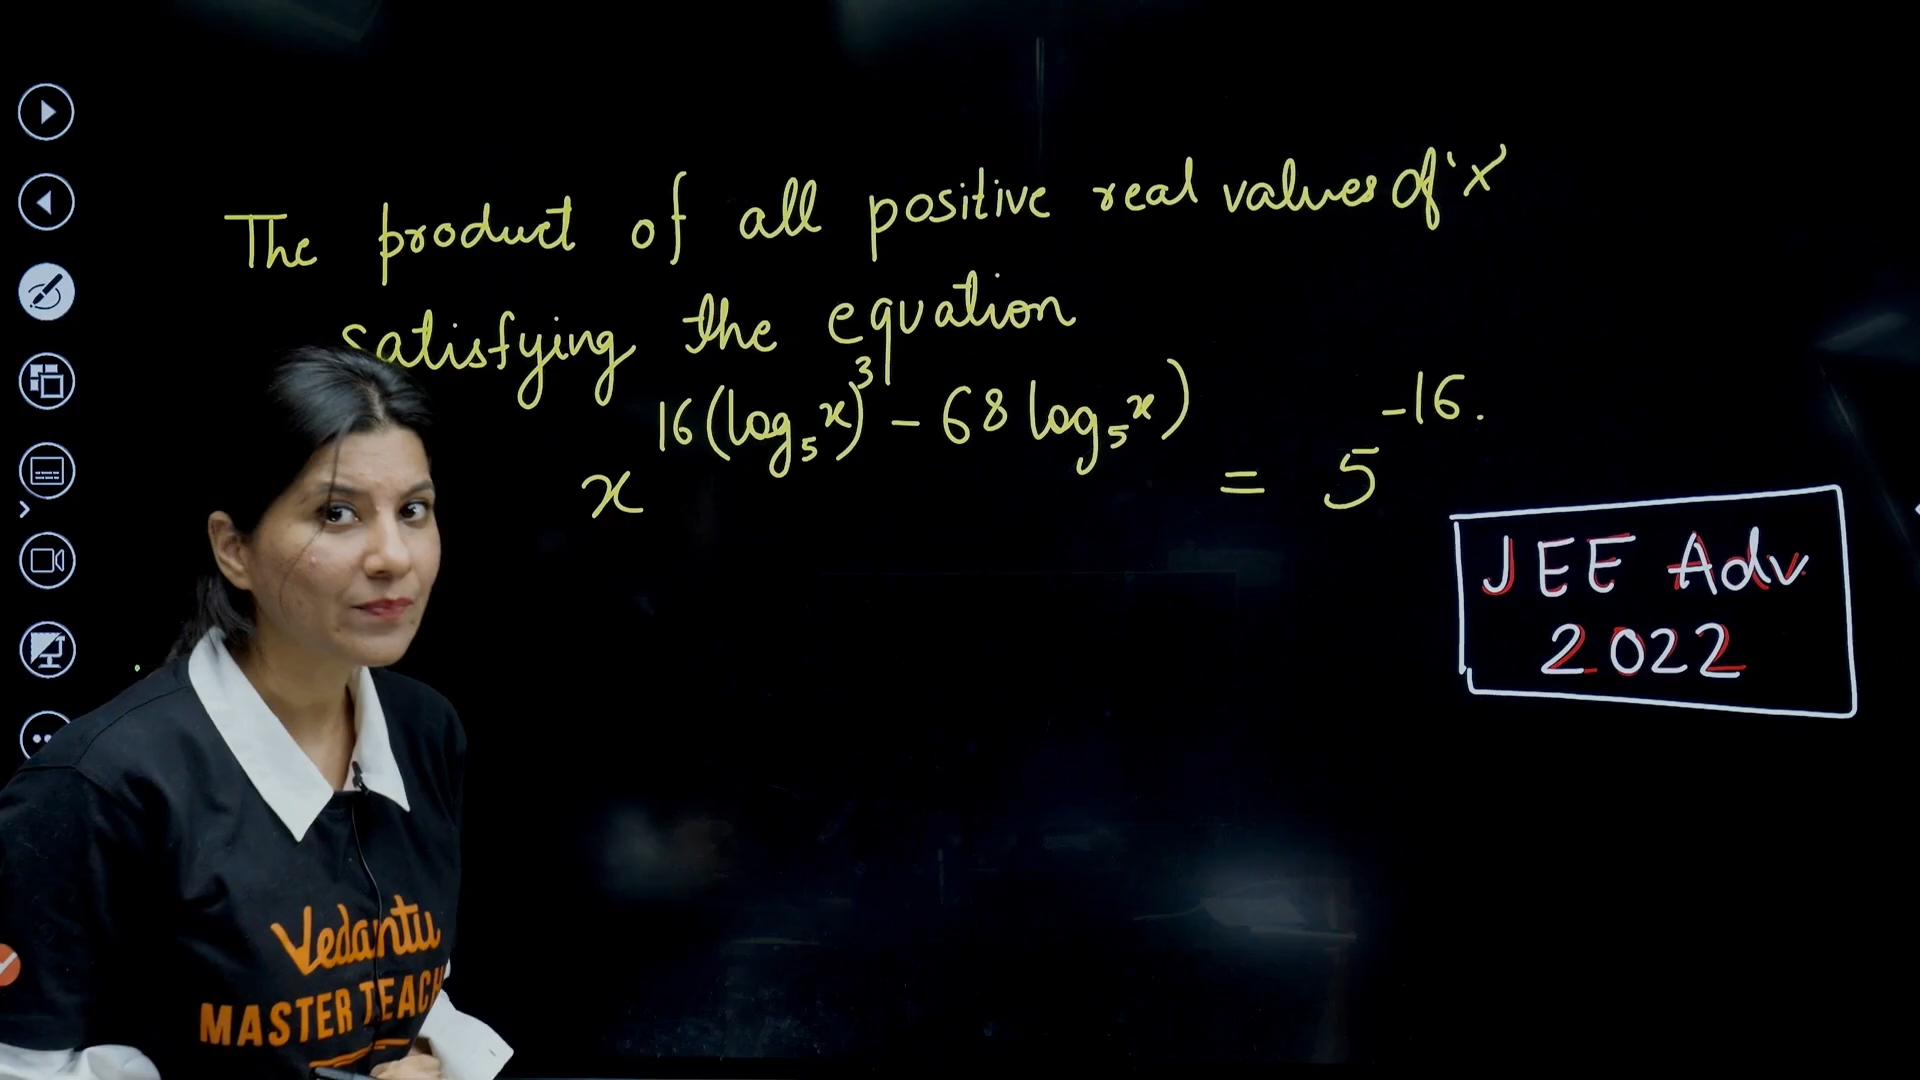 The product of all positive real values of 'x'
satisfying the equation
x^(16(log₅x)³ - 68 log₅x) = 5^-16.
JEE Adv
2022
Vedantu
MASTER TEACH